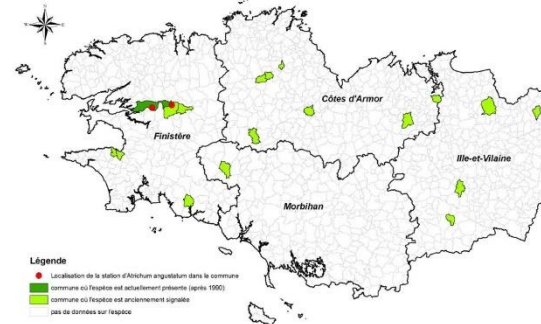 Côtes d'Armor
Finistère
Ille-et-Vilaine
Morbihan
Légende
Localisation de la station d'Atrichum angustatum dans la commune
commune où l'espèce est actuellement présente (après 1990)
commune où l'espèce est anciennement signalée
pas de données sur l'espèce